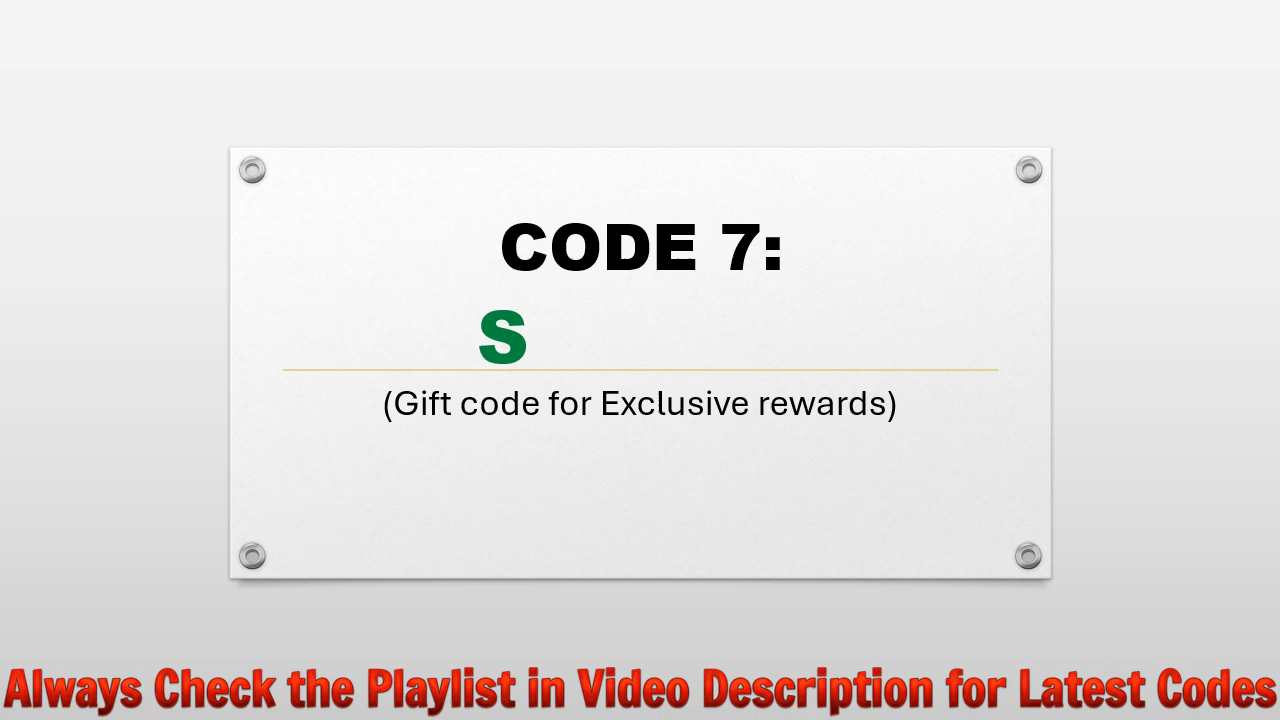 CODE 7:
S
(Gift code for Exclusive rewards)
Always Check the Playlist in Video Description for Latest Codes